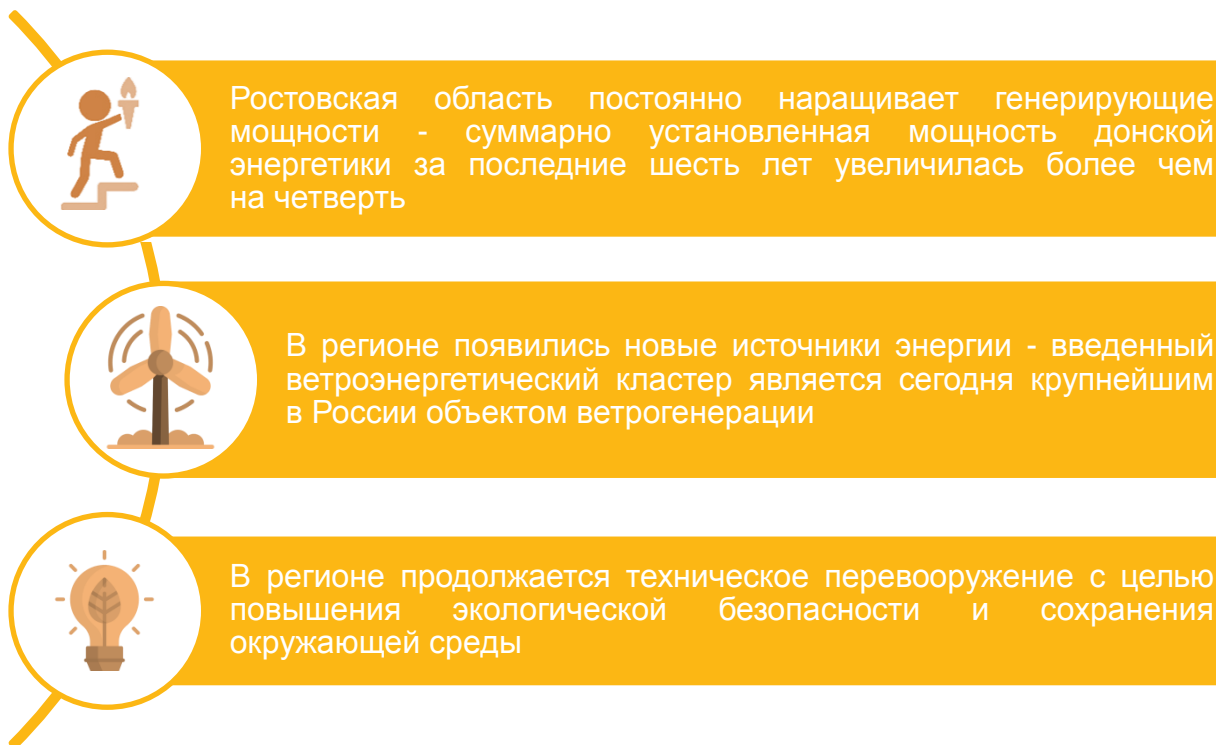 Ростовская область постоянно наращивает генерирующие
мощности - суммарно установленная мощность донской
энергетики за последние шесть лет увеличилась более чем
на четверть
В регионе появились новые источники энергии - введенный
ветроэнергетический кластер является сегодня крупнейшим
в России объектом ветрогенерации
В регионе продолжается техническое перевооружение с целью
повышения экологической безопасности и сохранения
окружающей среды